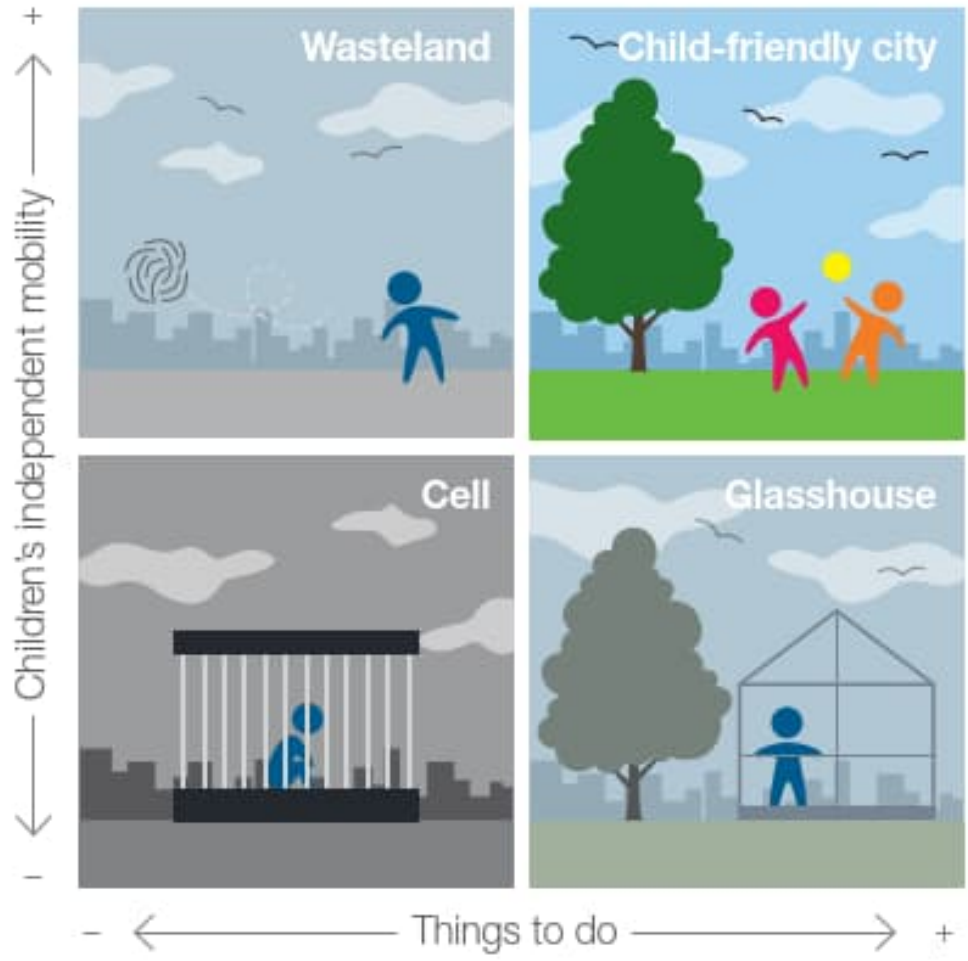 +
Wasteland
Child-friendly city
Children's independent mobility
Cell
Glasshouse
–
– Things to do +